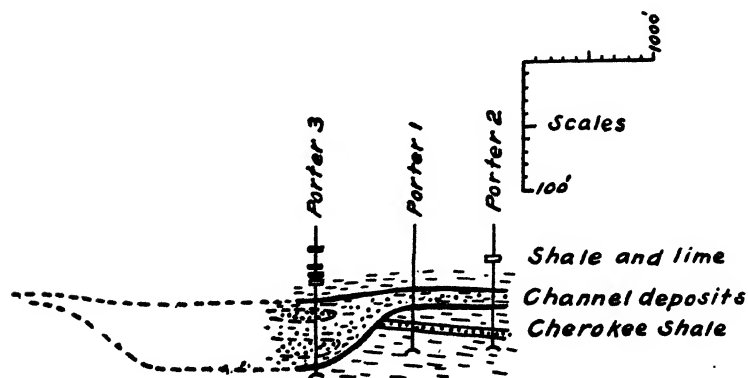 1000'
Scales
100'
Porter 3
Porter 1
Porter 2
Shale and lime
Channel deposits
Cherokee Shale